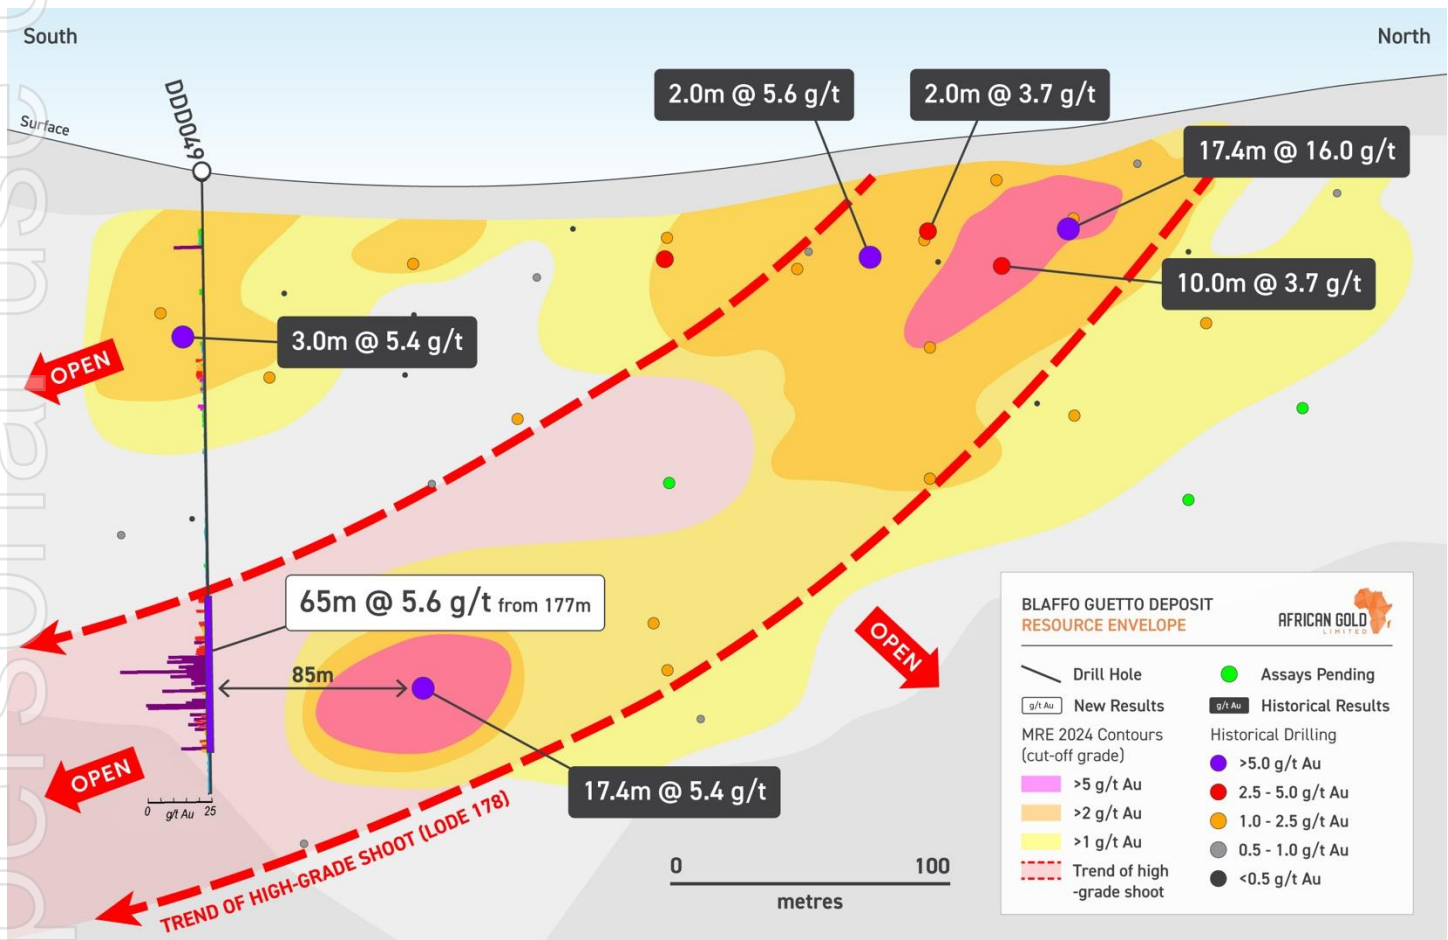 South
North
Surface
DDD049
2.0m @ 5.6 g/t
2.0m @ 3.7 g/t
17.4m @ 16.0 g/t
10.0m @ 3.7 g/t
3.0m @ 5.4 g/t
OPEN
65m @ 5.6 g/t from 177m
85m
OPEN
OPEN
17.4m @ 5.4 g/t
0 g/t Au 25
TREND OF HIGH-GRADE SHOOT (LODE 178)
0 100
metres
BLAFFO GUETTO DEPOSIT
RESOURCE ENVELOPE
AFRICAN GOLD
LIMITED
Drill Hole
Assays Pending
g/t Au New Results
g/t Au Historical Results
MRE 2024 Contours
(cut-off grade)
>5 g/t Au
>2 g/t Au
>1 g/t Au
Trend of high
-grade shoot
Historical Drilling
>5.0 g/t Au
2.5 - 5.0 g/t Au
1.0 - 2.5 g/t Au
0.5 - 1.0 g/t Au
<0.5 g/t Au
personal use